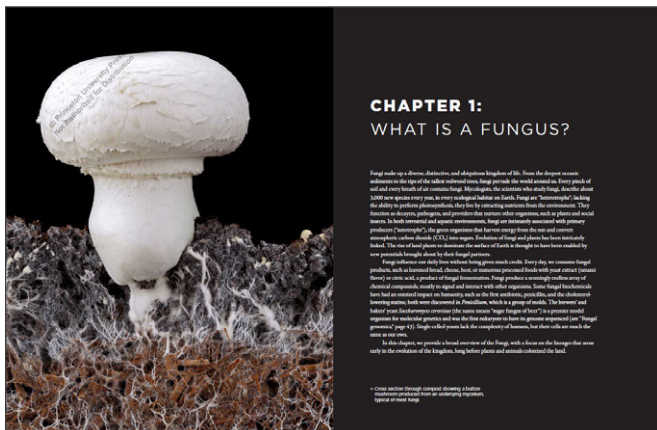 © Princeton University Press
Not Authorized for Distribution
CHAPTER 1:
WHAT IS A FUNGUS?
Fungi make up a diverse, distinctive, and ubiquitous kingdom of life. From the deepest oceanic
sediments to the tips of the tallest redwood trees, fungi pervade the world around us. Every pinch of
soil and every breath of air contains fungi. Mycologists, the scientists who study fungi, describe about
3,000 new species every year, in every ecological habitat on Earth. Fungi are "heterotrophs"; lacking
the ability to perform photosynthesis, they live by extracting nutrients from the environment. They
function as decayers, pathogens, and providers that nurture other organisms, such as plants and social
insects. In both terrestrial and aquatic environments, fungi are intimately associated with primary
producers ("autotrophs"), the green organisms that harvest energy from the sun and convert
atmospheric carbon dioxide (CO₂) into sugars. Evolution of fungi and plants has been intricately
linked. The rise of land plants to dominate the surface of Earth is thought to have been enabled by
new potentials brought about by their fungal partners.
Fungi influence our daily lives without being given much credit. Every day, we consume fungal
products, such as leavened bread, cheese, beer, or numerous processed foods with yeast extract (umami
flavor) or citric acid, a product of fungal fermentation. Fungi produce a seemingly endless array of
chemical compounds, mostly to signal and interact with other organisms. Some fungal biochemicals
have had an outsized impact on humanity, such as the first antibiotic, penicillin, and the cholesterol-
lowering statins; both were discovered in Penicillium, which is a group of molds. The brewers' and
bakers' yeast Saccharomyces cerevisiae (the name means "sugar fungus of beer") is a premier model
organism for molecular genetics and was the first eukaryote to have its genome sequenced (see "Fungal
genomics," page 43). Single-celled yeasts lack the complexity of humans, but their cells are much the
same as our own.
In this chapter, we provide a broad overview of the Fungi, with a focus on the lineages that arose
early in the evolution of the kingdom, long before plants and animals colonized the land.
Cross section through compost showing a button
mushroom produced from an underlying mycelium,
typical of most fungi.